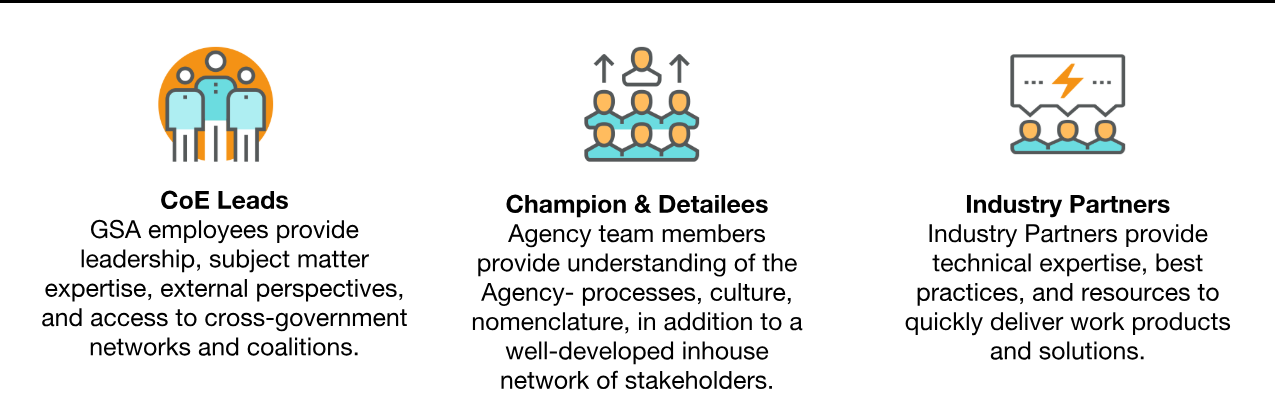 CoE Leads
GSA employees provide
leadership, subject matter
expertise, external perspectives,
and access to cross-government
networks and coalitions.
Champion & Detailees
Agency team members
provide understanding of the
Agency- processes, culture,
nomenclature, in addition to a
well-developed inhouse
network of stakeholders.
Industry Partners
Industry Partners provide
technical expertise, best
practices, and resources to
quickly deliver work products
and solutions.